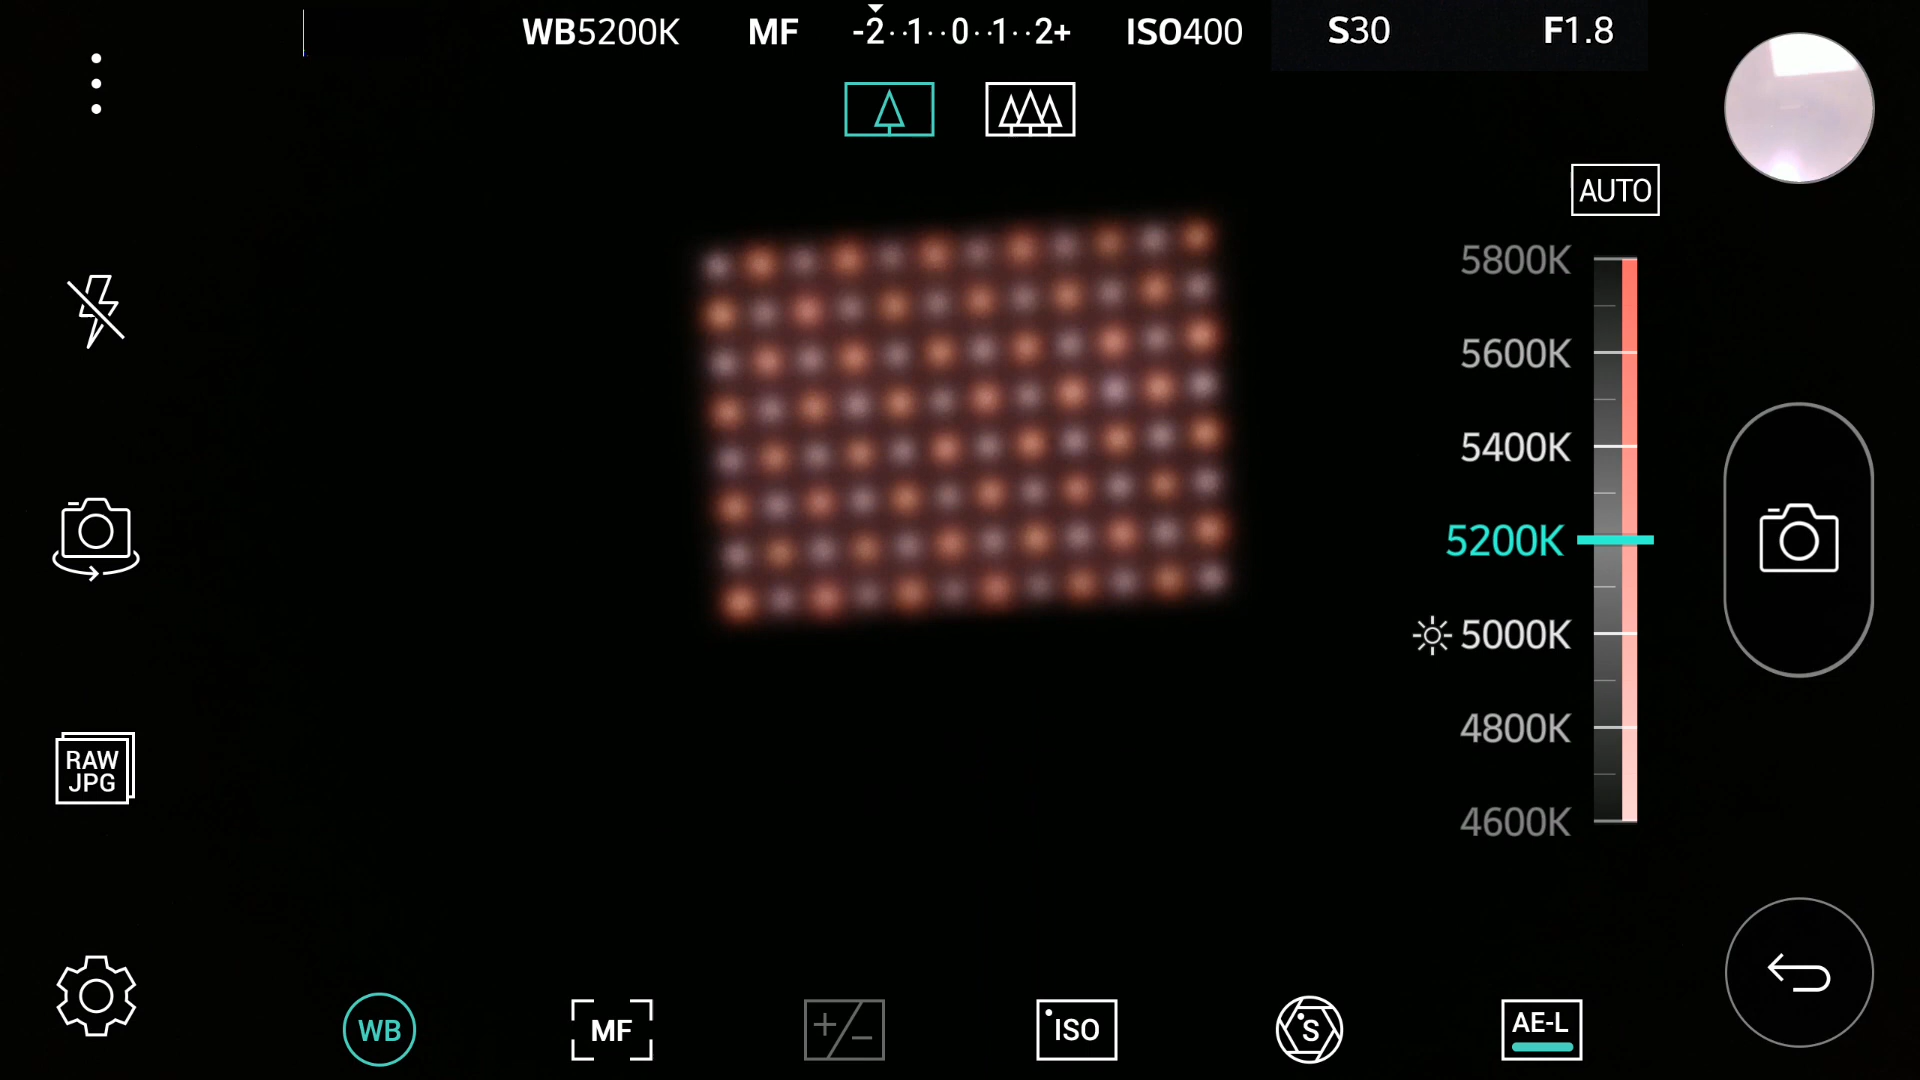 WB5200K MF -2··1··0··1··2+ ISO400 S30 F1.8
AUTO
5800K
5600K
5400K
5200K
5000K
4800K
4600K
RAW
JPG
WB MF +/- ISO S AE-L